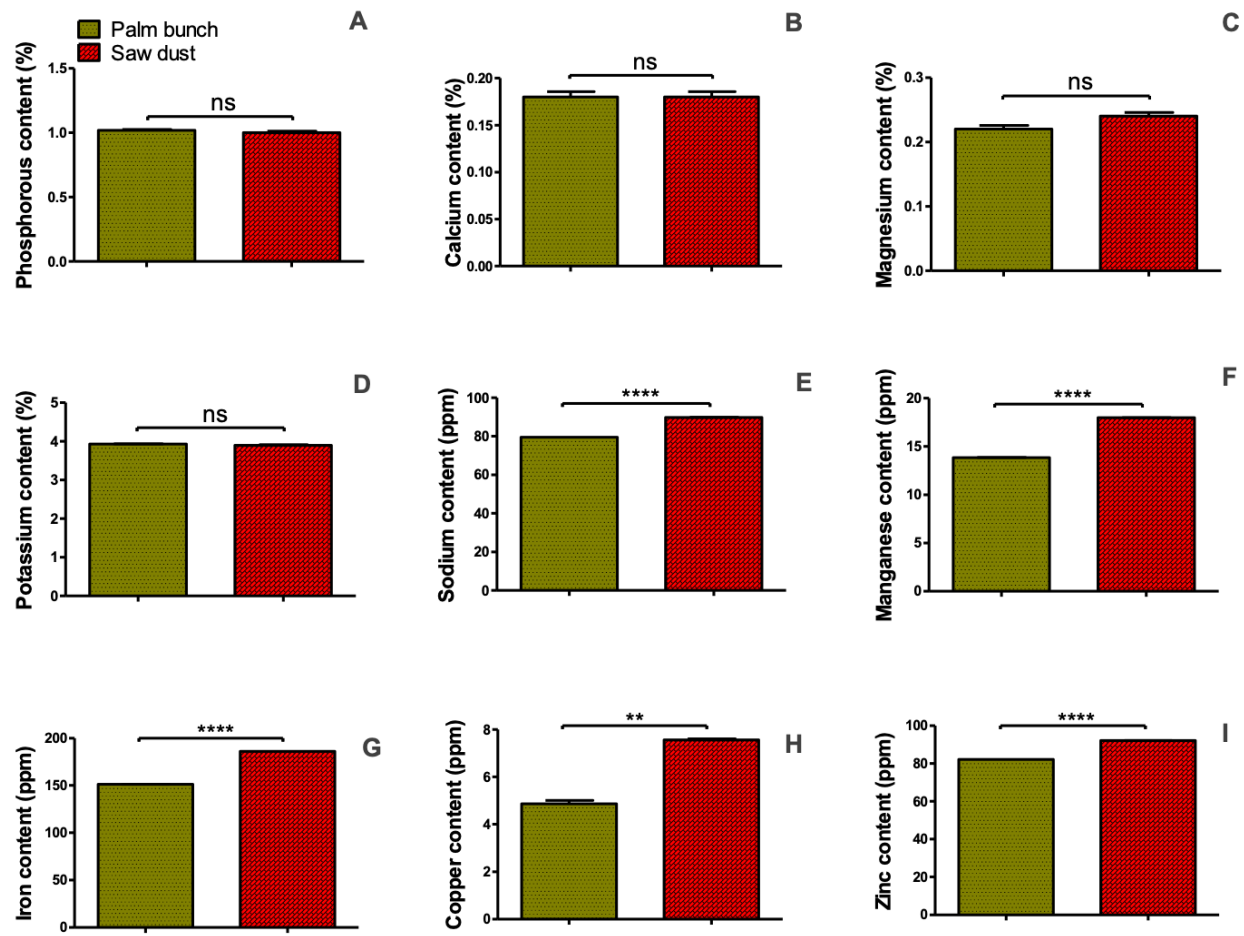 Palm bunch
Saw dust
A
Phosphorous content (%)
1.5
1.0
0.5
0.0
ns
B
Calcium content (%)
0.20
0.15
0.10
0.05
0.00
ns
C
Magnesium content (%)
0.3
0.2
0.1
0.0
ns
D
Potassium content (%)
5
4
3
2
1
0
ns
E
Sodium content (ppm)
100
80
60
40
20
0
****
F
Manganese content (ppm)
20
15
10
5
0
****
G
Iron content (ppm)
200
150
100
50
0
****
H
Copper content (ppm)
8
6
4
2
0
**
I
Zinc content (ppm)
100
80
60
40
20
0
****